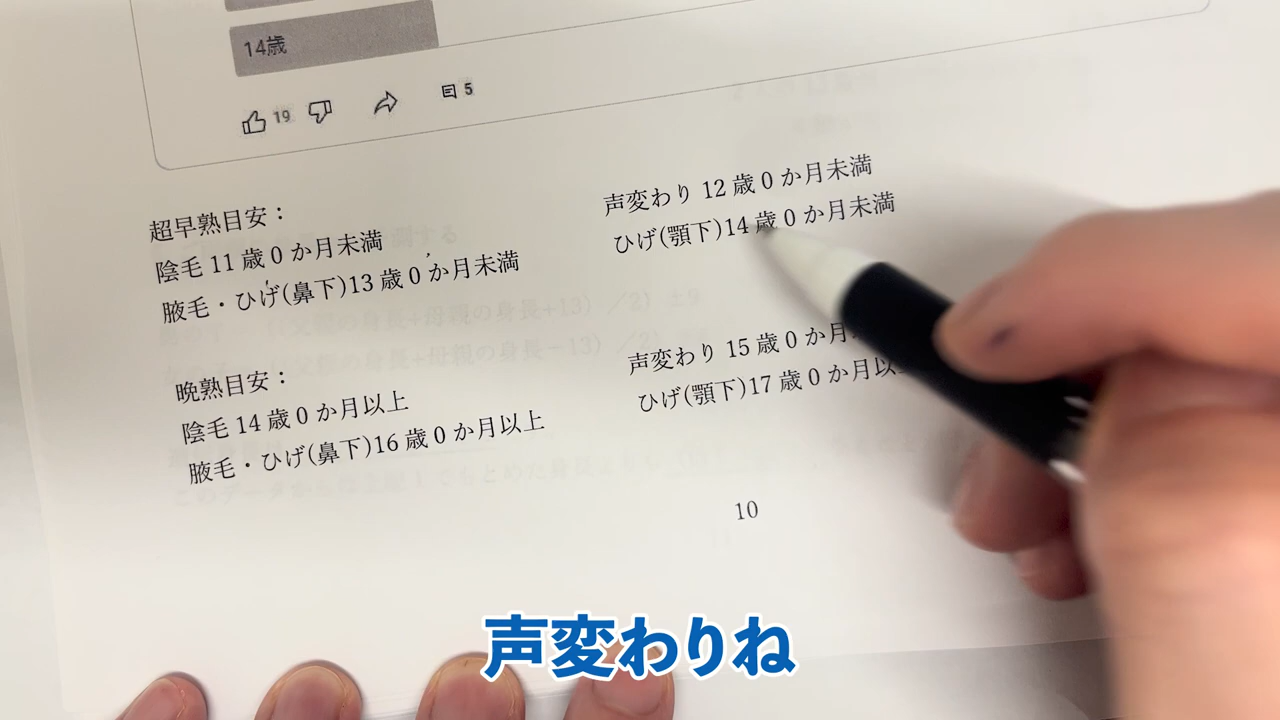 14歳
19
5
超早熟目安：
陰毛 11 歳 0 か月未満
腋毛・ひげ(鼻下)13 歳 0 か月未満
声変わり 12 歳 0 か月未満
ひげ(顎下)14 歳 0 か月未満
晩熟目安：
陰毛 14 歳 0 か月以上
腋毛・ひげ(鼻下)16 歳 0 か月以上
声変わり 15 歳 0 か月
ひげ(顎下)17 歳 0 か月以上
10
声変わりね